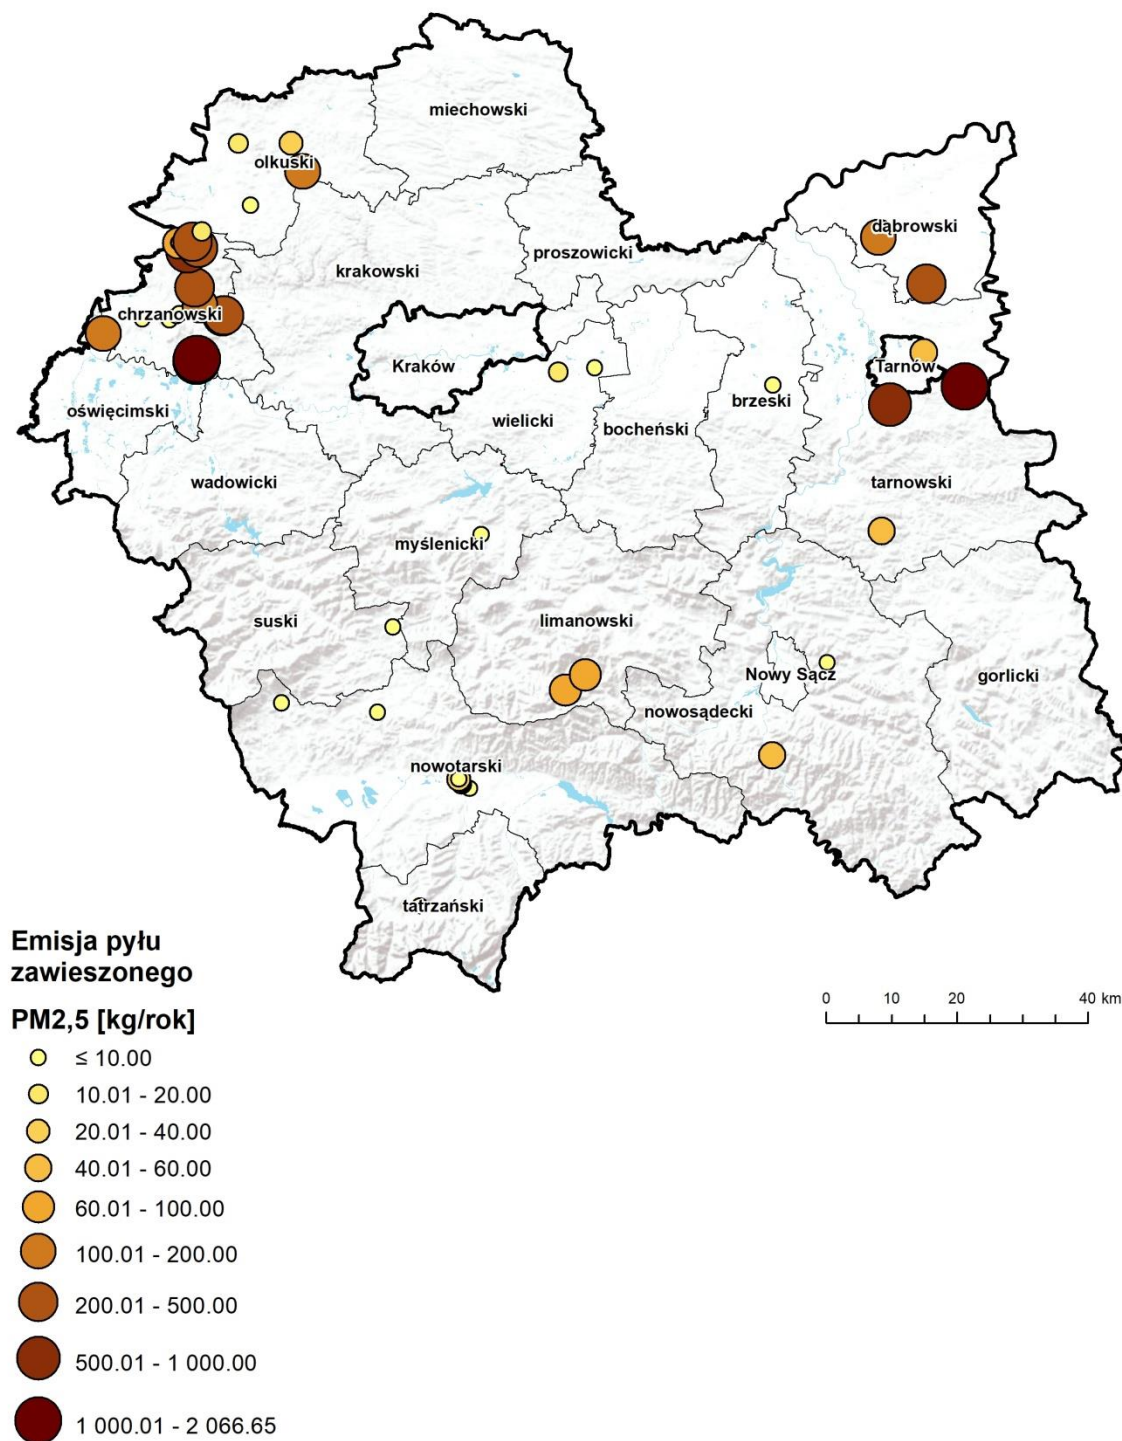 miechowski
olkuski
dąbrowski
proszowicki
krakowski
chrzanowski
Kraków
Tarnów
oświęcimski
brzeski
wielicki
bocheński
wadowicki
tarnowski
myślenicki
suski
limanowski
Nowy Sącz
gorlicki
nowosądecki
nowotarski
tatrzański
Emisja pyłu
zawieszonego
PM2,5 [kg/rok]
0 10 20 40 km
≤ 10.00
10.01 - 20.00
20.01 - 40.00
40.01 - 60.00
60.01 - 100.00
100.01 - 200.00
200.01 - 500.00
500.01 - 1 000.00
1 000.01 - 2 066.65